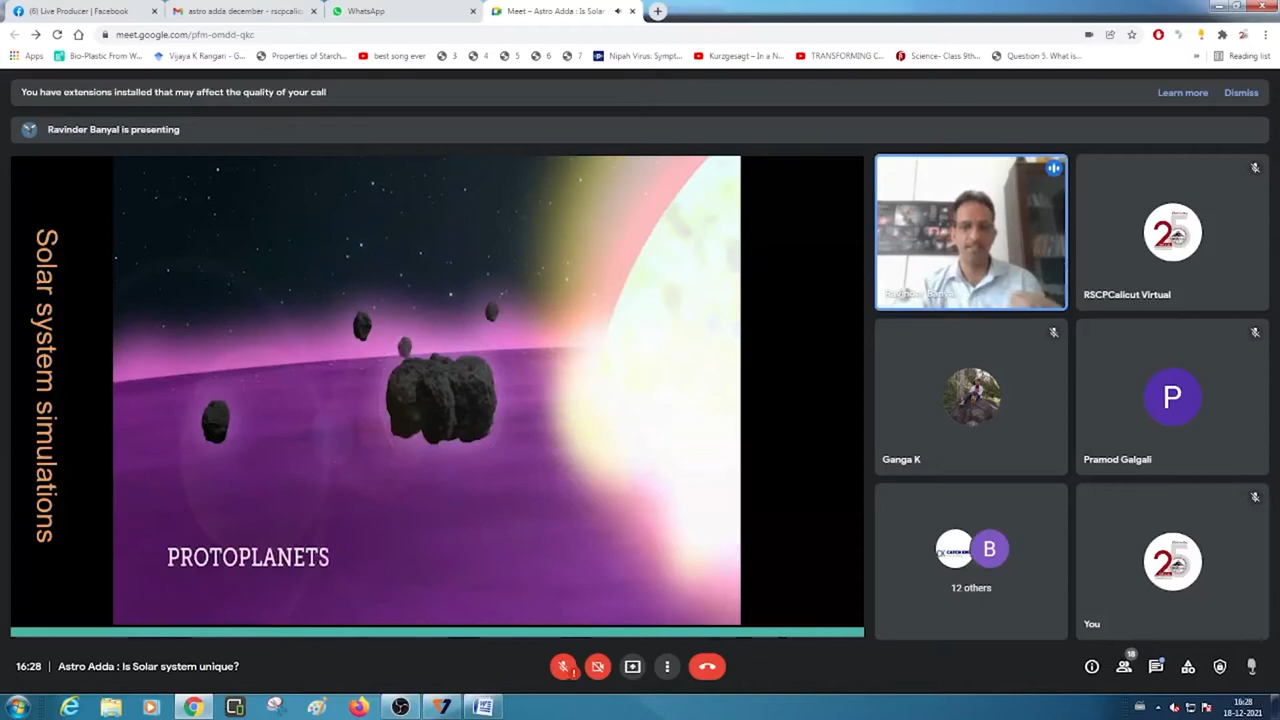 (6) Live Producer | Facebook
astro adda december - rscpcalic
WhatsApp
Meet – Astro Adda : Is Solar
meet.google.com/pfm-omdd-qkc
Apps
Bio-Plastic From W...
Vijaya K Rangari - G...
Properties of Starch...
best song ever
3
4
5
6
7
Nipah Virus: Sympt...
Kurzgesagt – In a N...
TRANSFORMING C...
Science- Class 9th...
Question 5. What is...
»
Reading list
You have extensions installed that may affect the quality of your call
Learn more
Dismiss
Ravinder Banyal is presenting
Solar system simulations
PROTOPLANETS
Ravinder Banyal
25
RSCPCalicut Virtual
Ganga K
P
Pramod Galgali
B
12 others
25
You
16:28 | Astro Adda : Is Solar system unique?
18
16:28
18-12-2021